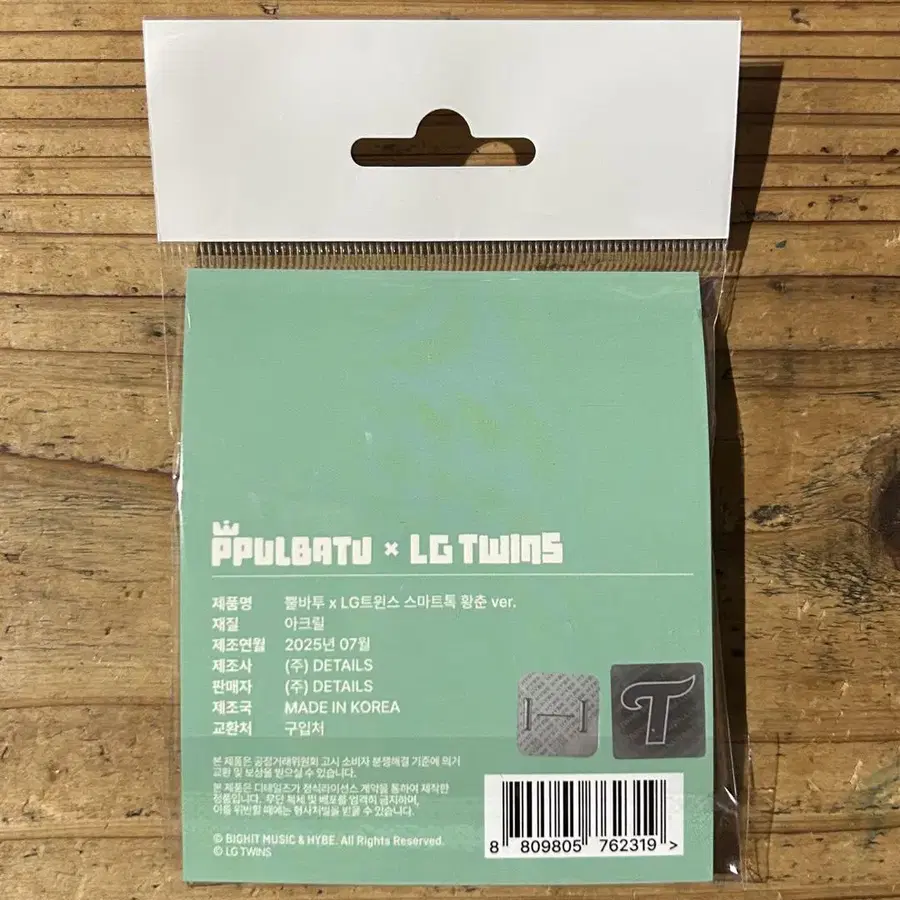 PPULBATU × LG TWINS
제품명 뿔바투 x LG트윈스 스마트톡 황춘 ver.
재질 아크릴
제조연월 2025년 07월
제조사 (주) DETAILS
판매자 (주) DETAILS
제조국 MADE IN KOREA
교환처 구입처
본 제품은 공정거래위원회 고시 소비자 분쟁해결 기준에 의거
교환 및 보상을 받으실 수 있습니다.
본 제품은 디테일즈가 정식라이선스 계약을 통하여 제작한
정품입니다. 무단 복제 및 배포를 엄격히 금지하며,
이를 위반할 때에는 형사처벌을 받을 수 있습니다.
© BIGHIT MUSIC & HYBE. All Rights Reserved.
© LG TWINS
T
8 809805 762319 >